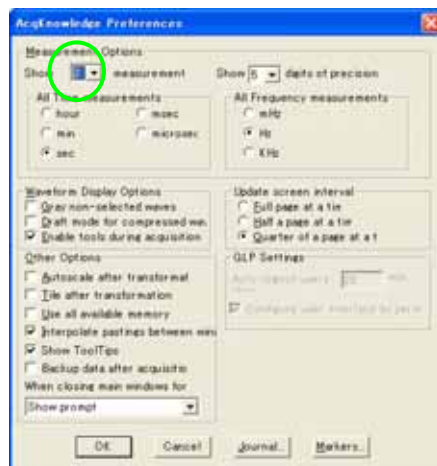 AcqKnowledge Preferences
Measurement Options
Show measurement Show 5 digits of precision
All Time measurements
hour msec
min microsec
sec
All Frequency measurements
mHz
Hz
KHz
Waveform Display Options
Gray non-selected waves
Draft mode for compressed
Enable tools during acquisition
Update screen interval
Full page at a tim
Half a page at a tim
Quarter of a page at a t
Other Options
Autoscale after transformat
Tile after transformation
Use all available memory
Interpolate pastings between
Show ToolTips
Backup data after acquisitio
When closing main windows for
Show prompt
GLP Settings
OK Cancel Journal.. Markers..